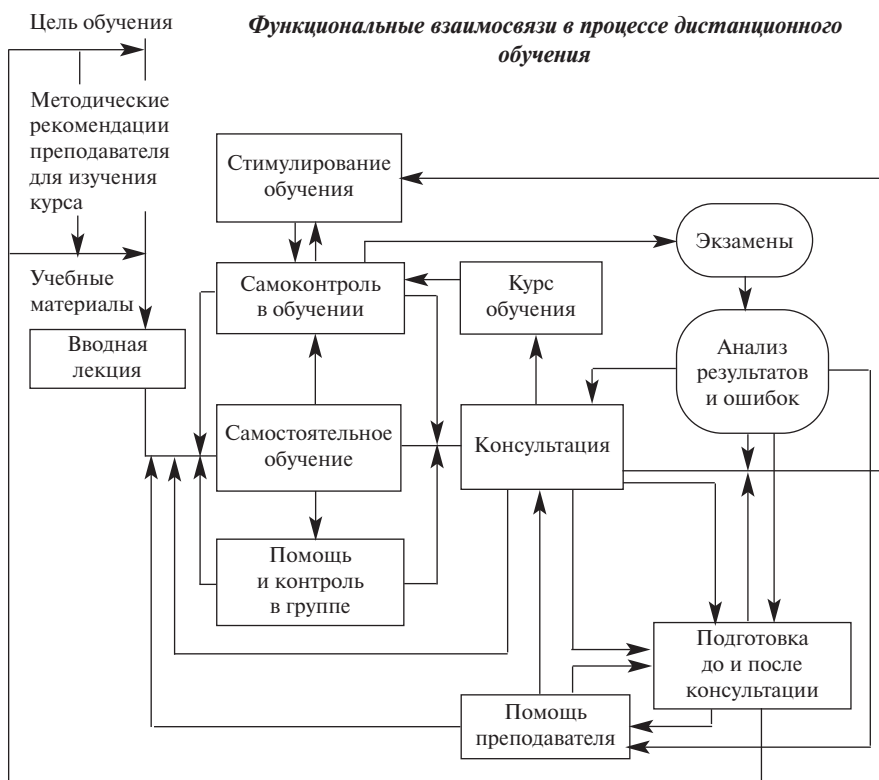 Цель обучения
Функциональные взаимосвязи в процессе дистанционного
обучения
Методические
рекомендации
преподавателя
для изучения
курса
Учебные
материалы
Вводная
лекция
Стимулирование
обучения
Самоконтроль
в обучении
Курс
обучения
Экзамены
Анализ
результатов
и ошибок
Самостоятельное
обучение
Консультация
Помощь
и контроль
в группе
Подготовка
до и после
консультации
Помощь
преподавателя